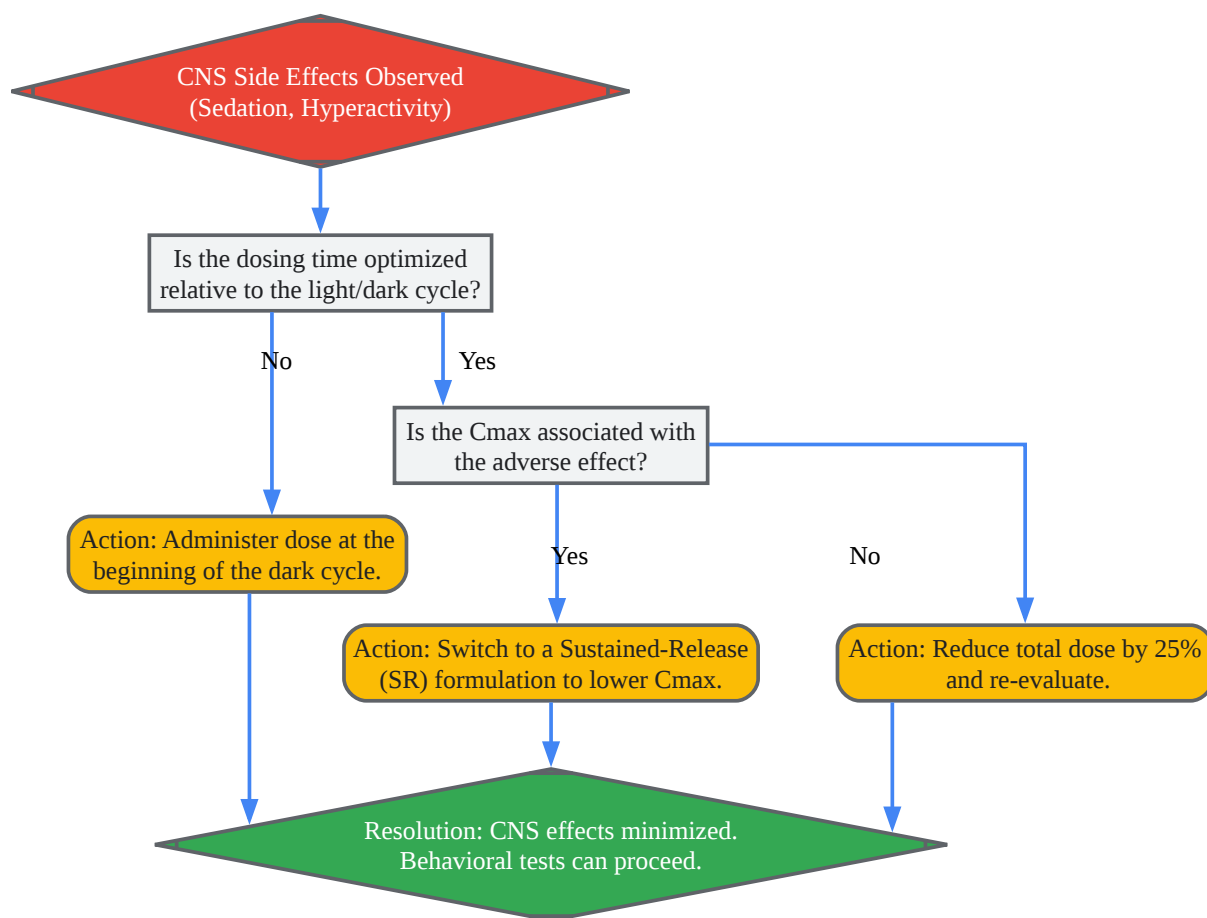 CNS Side Effects Observed
(Sedation, Hyperactivity)
Is the dosing time optimized
relative to the light/dark cycle?
No
Yes
Is the Cmax associated with
the adverse effect?
Action: Administer dose at the
beginning of the dark cycle.
Yes
No
Action: Switch to a Sustained-Release
(SR) formulation to lower Cmax.
Action: Reduce total dose by 25%
and re-evaluate.
Resolution: CNS effects minimized.
Behavioral tests can proceed.